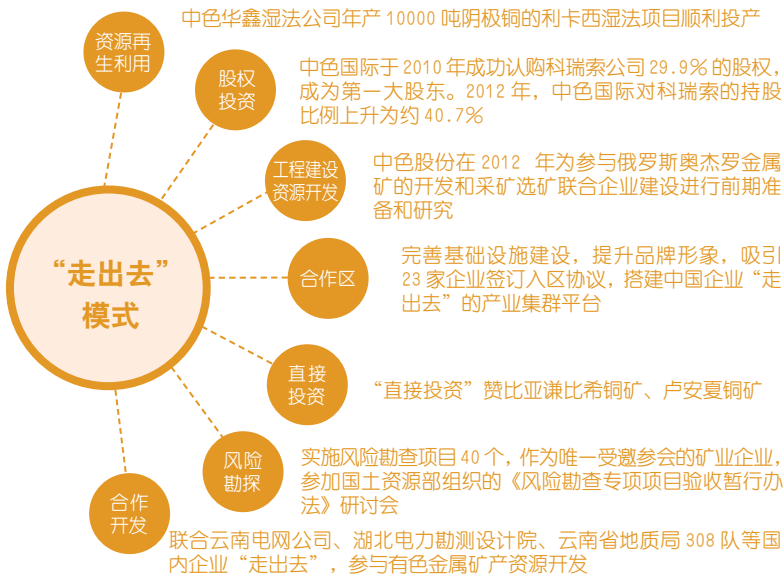 资源再
生利用
中色华鑫湿法公司年产 10000 吨阴极铜的利卡西湿法项目顺利投产
股权
投资
中色国际于 2010 年成功认购科瑞索公司 29.9% 的股权，
成为第一大股东。2012 年，中色国际对科瑞索的持股
比例上升为约 40.7%
工程建设
资源开发
中色股份在 2012 年为参与俄罗斯奥杰罗金属
矿的开发和采矿选矿联合企业建设进行前期准
备和研究
“走出去”
模式
合作区
完善基础设施建设，提升品牌形象，吸引
23 家企业签订入区协议，搭建中国企业“走
出去”的产业集群平台
直接
投资
“直接投资”赞比亚谦比希铜矿、卢安夏铜矿
风险
勘探
实施风险勘查项目 40 个，作为唯一受邀参会的矿业企业，
参加国土资源部组织的《风险勘查专项项目验收暂行办
法》研讨会
合作
开发
联合云南电网公司、湖北电力勘测设计院、云南省地质局 308 队等国
内企业“走出去”，参与有色金属矿产资源开发